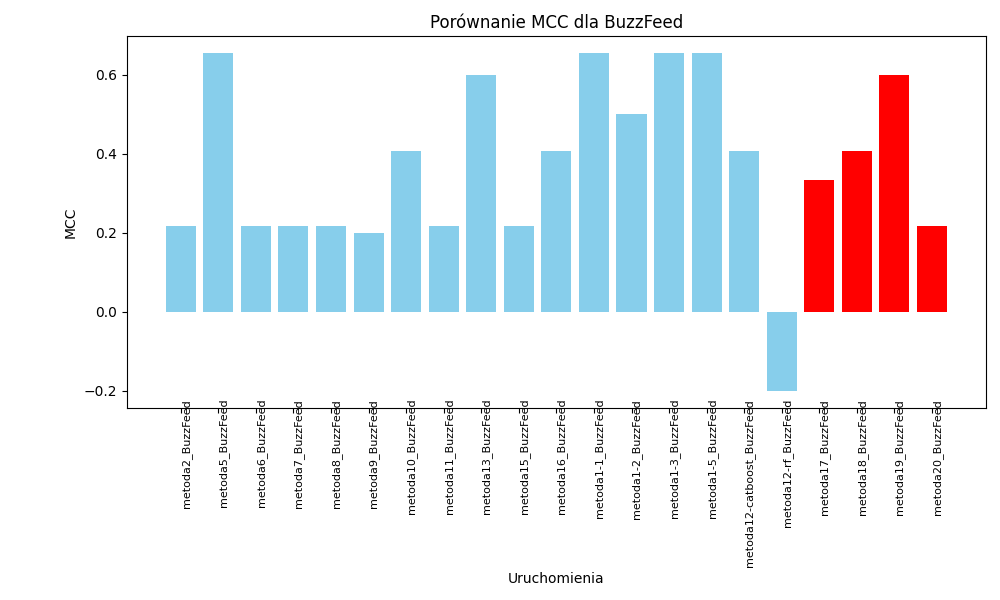 Porównanie MCC dla BuzzFeed
MCC
0.6
0.4
0.2
0.0
−0.2
metoda2_BuzzFeed
metoda5_BuzzFeed
metoda6_BuzzFeed
metoda7_BuzzFeed
metoda8_BuzzFeed
metoda9_BuzzFeed
metoda10_BuzzFeed
metoda11_BuzzFeed
metoda13_BuzzFeed
metoda15_BuzzFeed
metoda16_BuzzFeed
metoda1-1_BuzzFeed
metoda1-2_BuzzFeed
metoda1-3_BuzzFeed
metoda1-5_BuzzFeed
metoda12-catboost_BuzzFeed
metoda12-rf_BuzzFeed
metoda17_BuzzFeed
metoda18_BuzzFeed
metoda19_BuzzFeed
metoda20_BuzzFeed
Uruchomienia